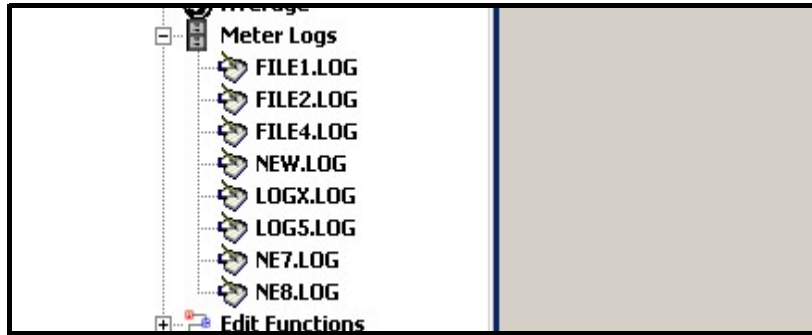 Average
Meter Logs
FILE1.LOG
FILE2.LOG
FILE4.LOG
NEW.LOG
LOGX.LOG
LOG5.LOG
NE7.LOG
NE8.LOG
Edit Functions